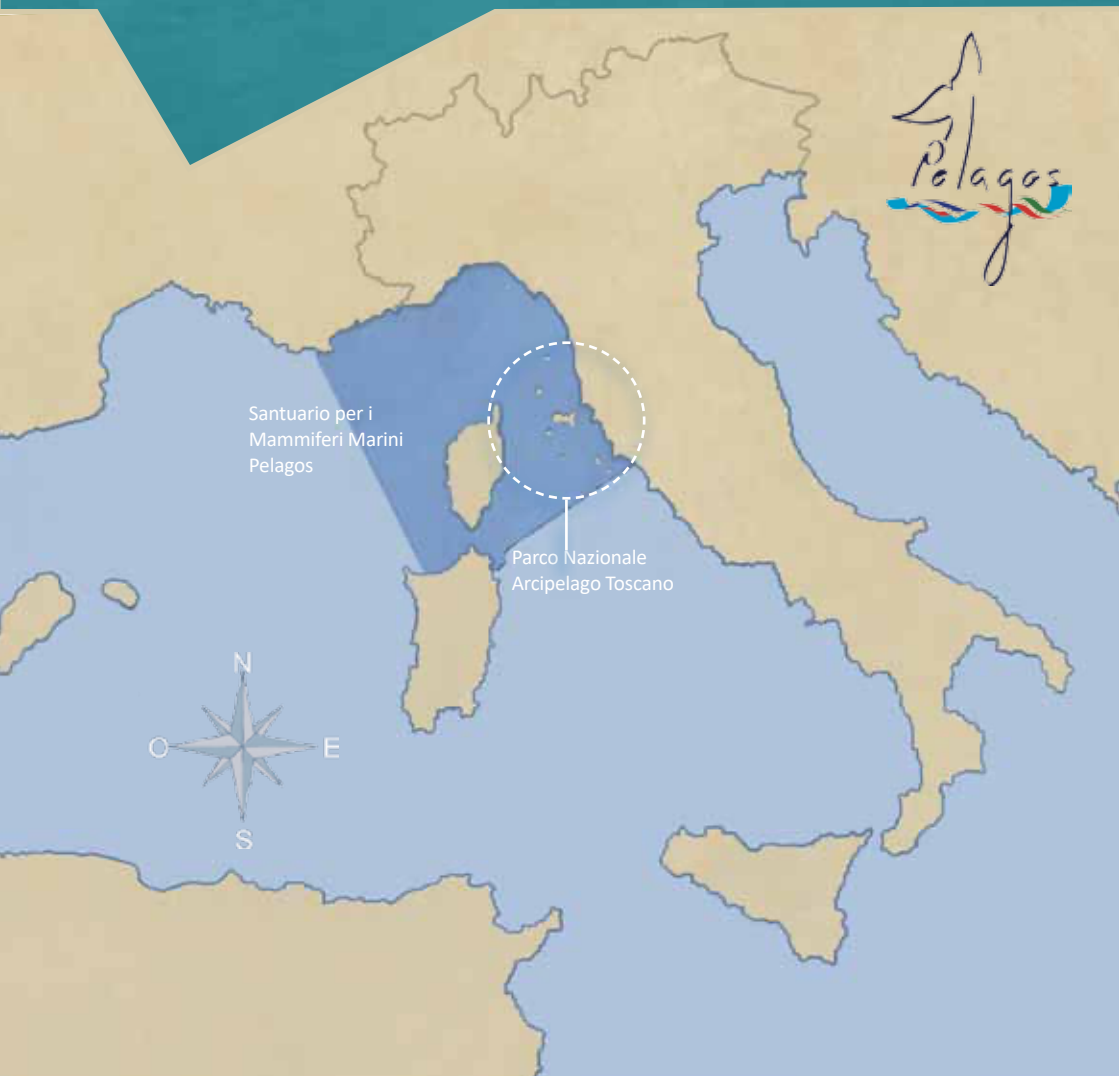 Pelagos
Santuario per i
Mammiferi Marini
Pelagos
Parco Nazionale
Arcipelago Toscano
N
O
E
S